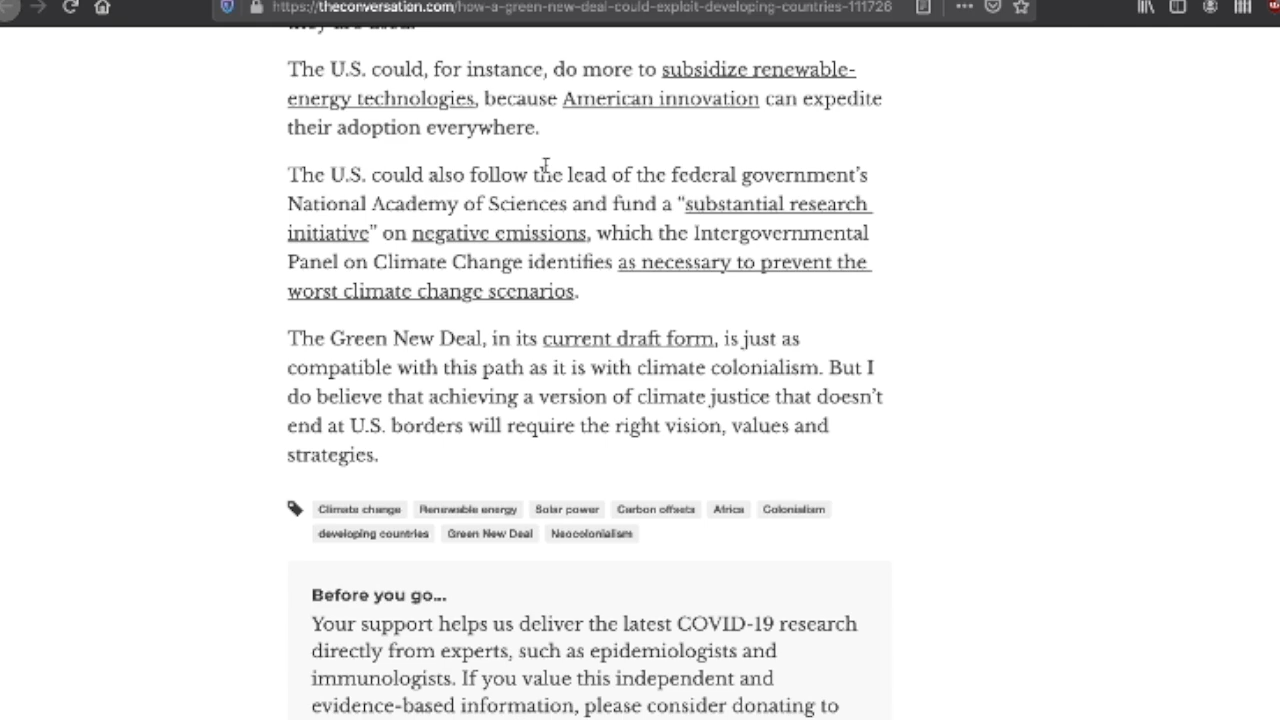 https://theconversation.com/how-a-green-new-deal-could-exploit-developing-countries-111726
they are used.
The U.S. could, for instance, do more to subsidize renewable-
energy technologies, because American innovation can expedite
their adoption everywhere.
The U.S. could also follow the lead of the federal government's
National Academy of Sciences and fund a “substantial research
initiative” on negative emissions, which the Intergovernmental
Panel on Climate Change identifies as necessary to prevent the
worst climate change scenarios.
The Green New Deal, in its current draft form, is just as
compatible with this path as it is with climate colonialism. But I
do believe that achieving a version of climate justice that doesn’t
end at U.S. borders will require the right vision, values and
strategies.
Climate change Renewable energy Solar power Carbon offsets Africa Colonialism
developing countries Green New Deal Neocolonialism
Before you go...
Your support helps us deliver the latest COVID-19 research
directly from experts, such as epidemiologists and
immunologists. If you value this independent and
evidence-based information, please consider donating to